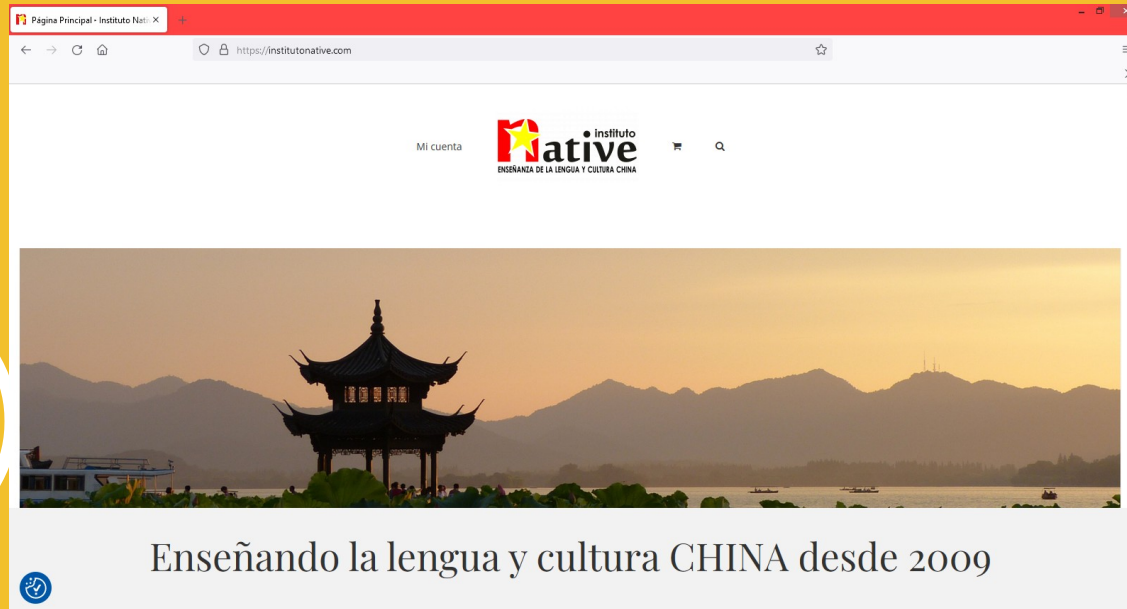 Página Principal - Instituto Nati
https://institutonative.com
Mi cuenta
instituto
native
ENSEÑANZA DE LA LENGUA Y CULTURA CHINA
Enseñando la lengua y cultura CHINA desde 2009